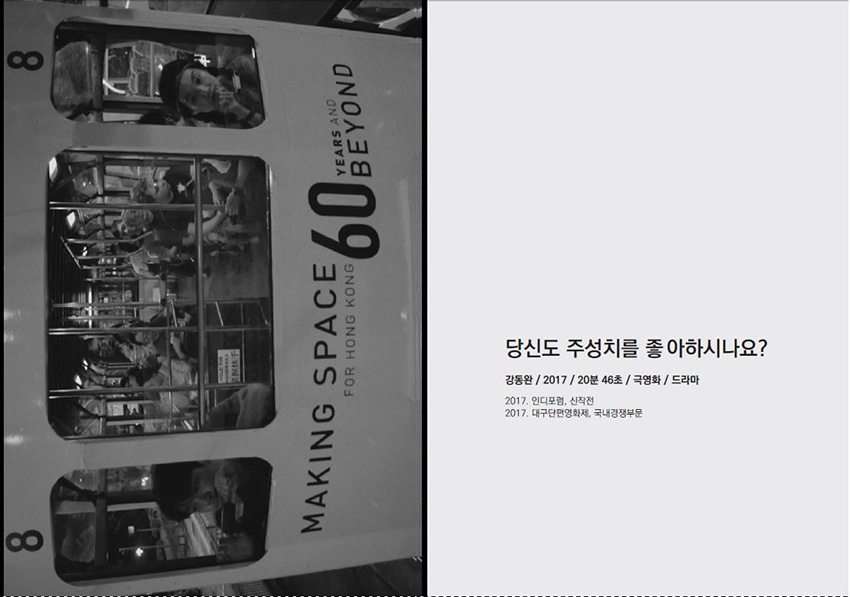 8
8
MAKING SPACE
FOR HONG KONG
60
YEARS AND
BEYOND
당신도 주성치를 좋아하시나요?
강동완 / 2017 / 20분 46초 / 극영화 / 드라마
2017. 인디포럼, 신작전
2017. 대구단편영화제, 국내경쟁부문